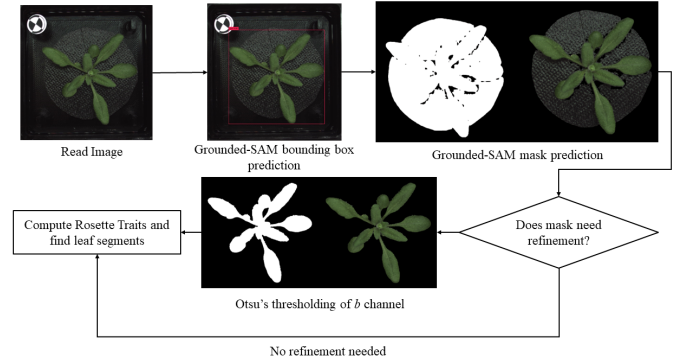 Read Image
Grounded-SAM bounding box
prediction
Grounded-SAM mask prediction
Compute Rosette Traits and
find leaf segments
Does mask need
refinement?
Otsu's thresholding of b channel
No refinement needed